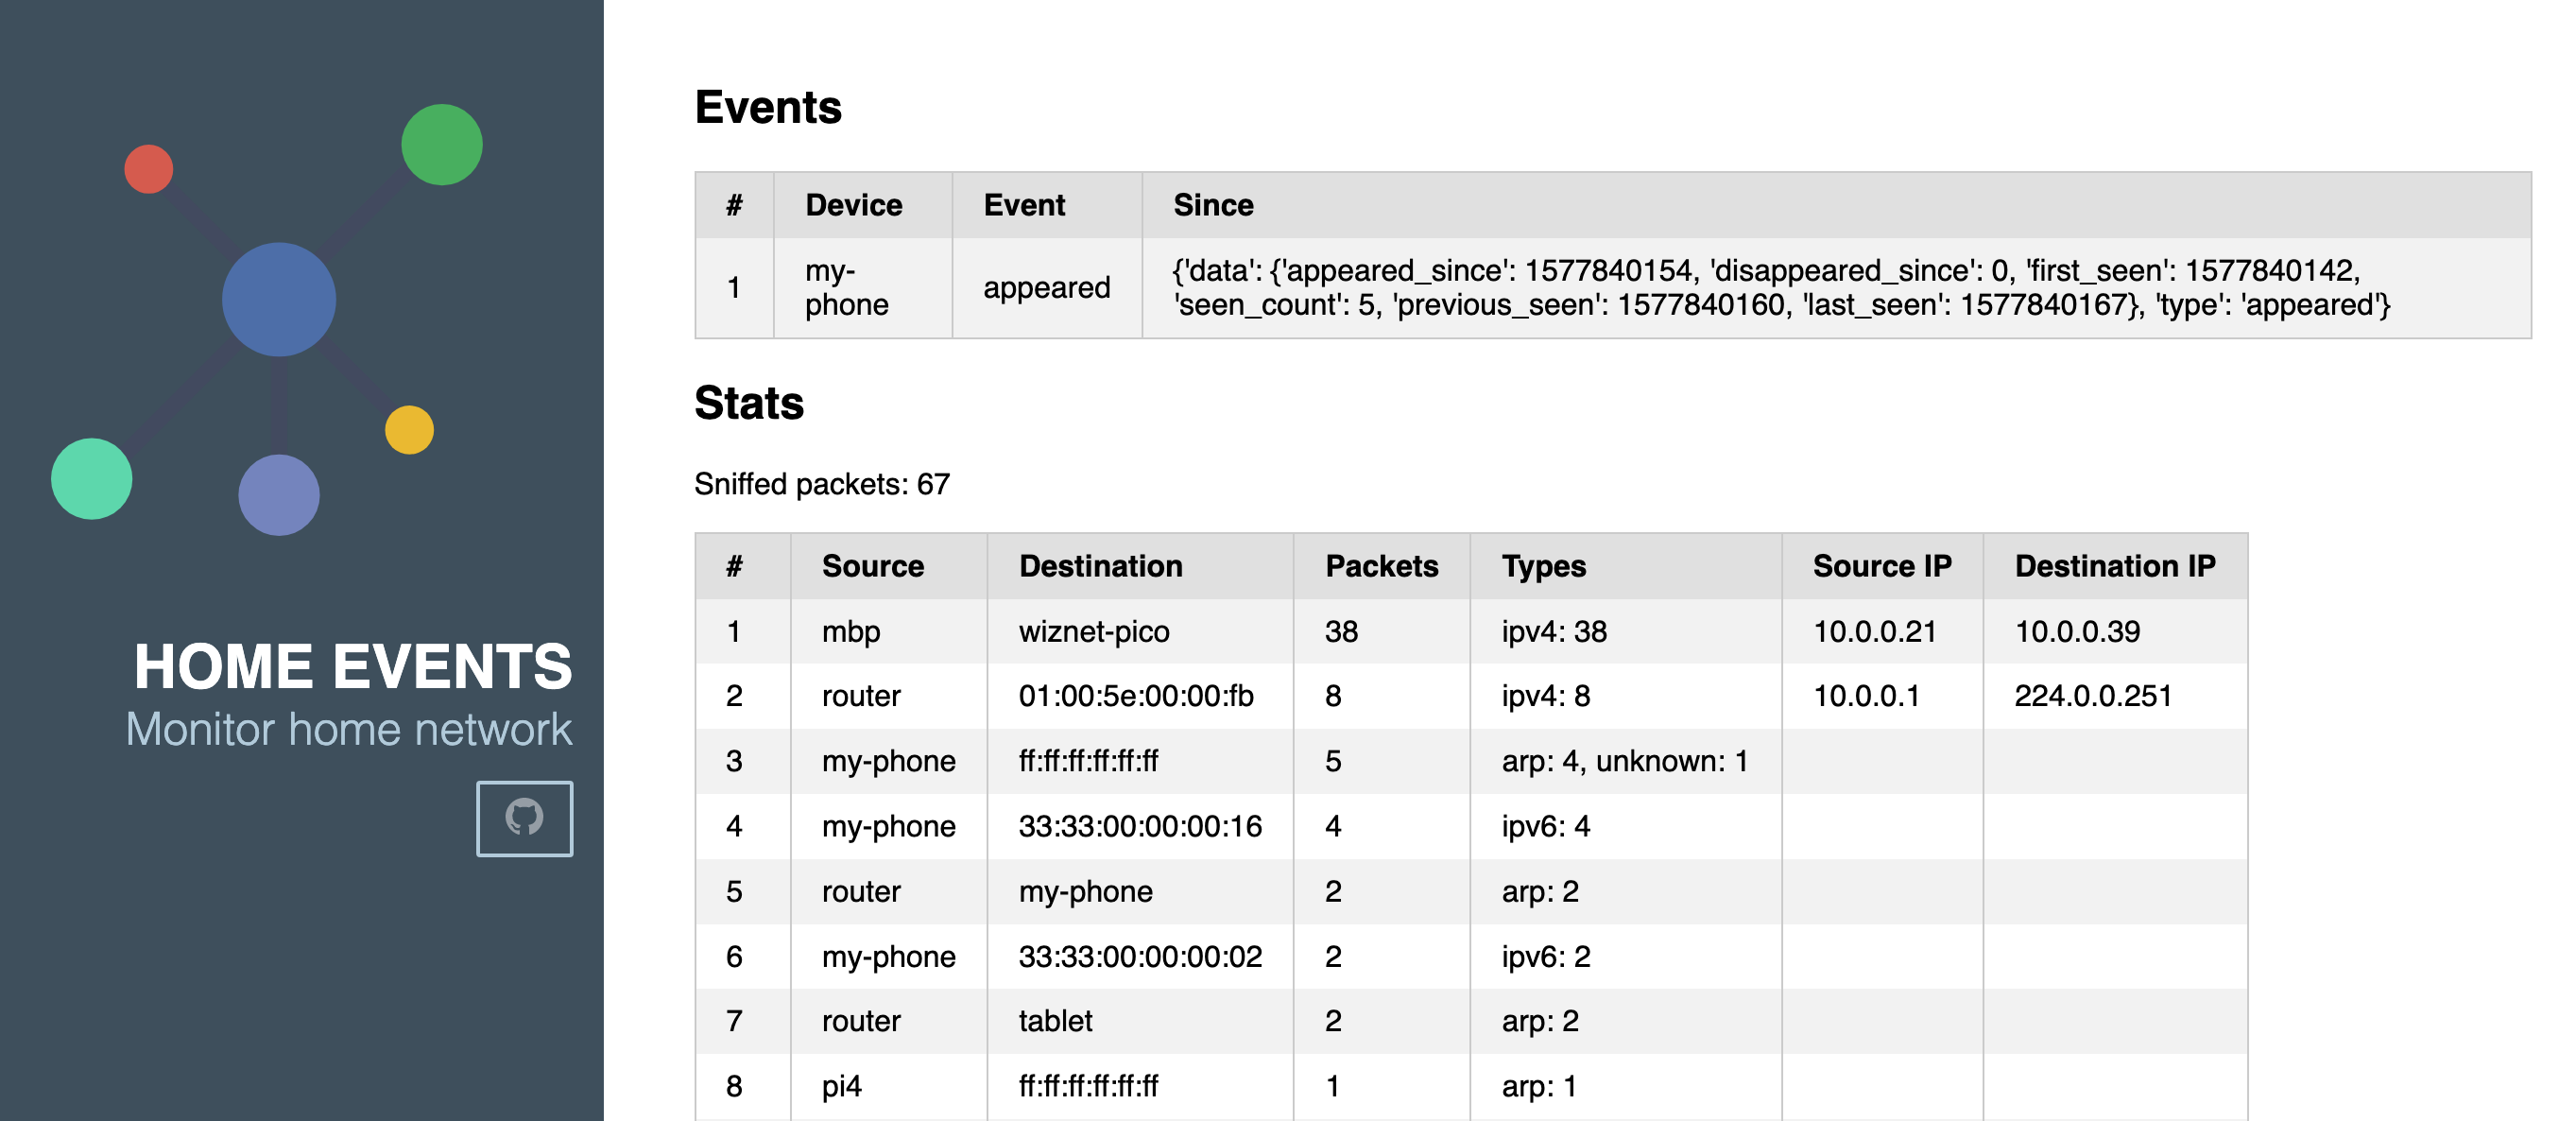 HOME EVENTS
Monitor home network
Events
# Device Event Since
1 my-phone appeared {'data': {'appeared_since': 1577840154, 'disappeared_since': 0, 'first_seen': 1577840142,
'seen_count': 5, 'previous_seen': 1577840160, 'last_seen': 1577840167}, 'type': 'appeared'}
Stats
Sniffed packets: 67
# Source Destination Packets Types Source IP Destination IP
1 mbp wiznet-pico 38 ipv4: 38 10.0.0.21 10.0.0.39
2 router 01:00:5e:00:00:fb 8 ipv4: 8 10.0.0.1 224.0.0.251
3 my-phone ff:ff:ff:ff:ff:ff 5 arp: 4, unknown: 1
4 my-phone 33:33:00:00:00:16 4 ipv6: 4
5 router my-phone 2 arp: 2
6 my-phone 33:33:00:00:00:02 2 ipv6: 2
7 router tablet 2 arp: 2
8 pi4 ff:ff:ff:ff:ff:ff 1 arp: 1